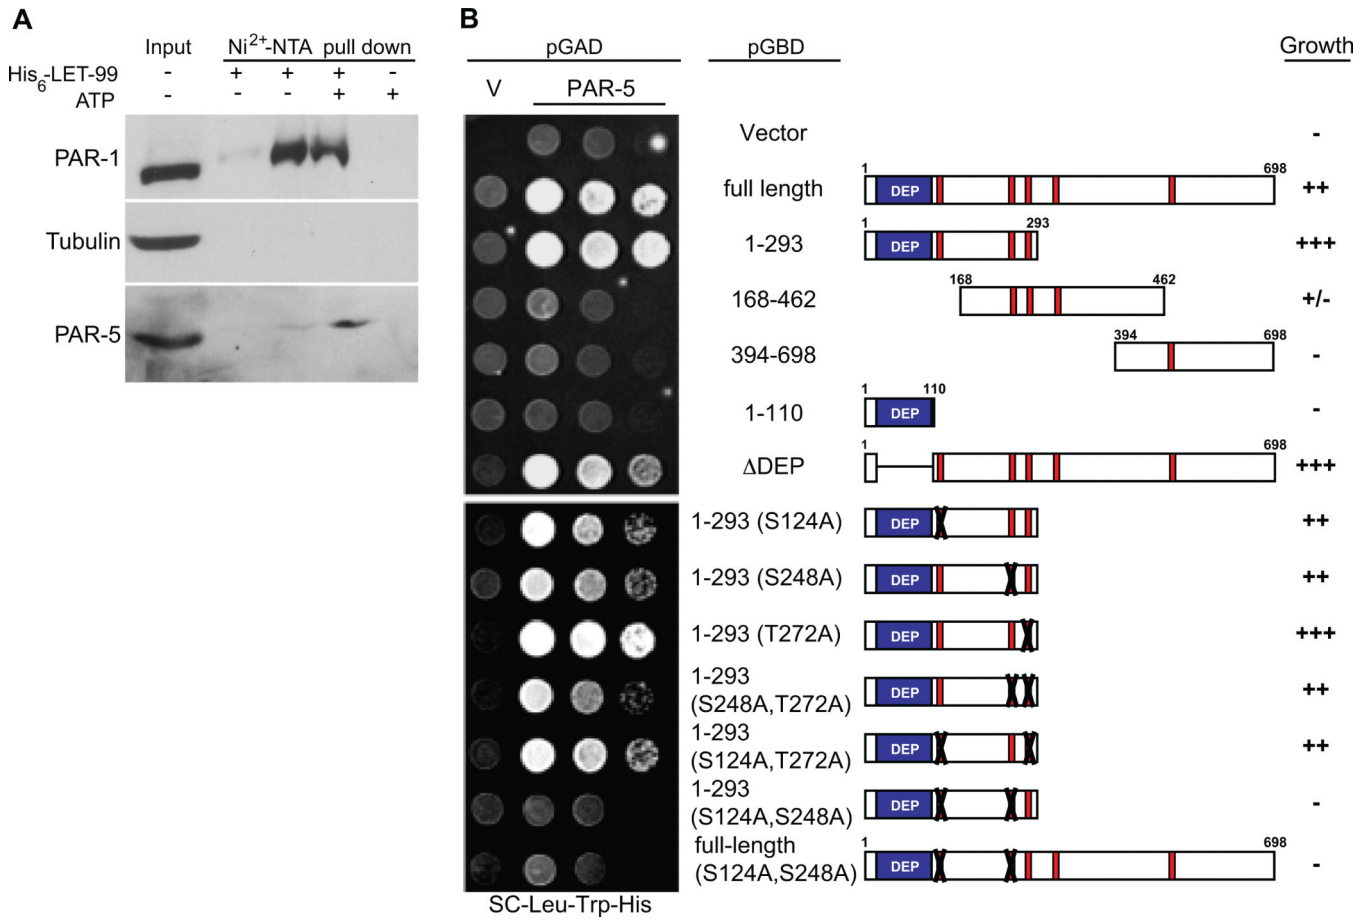 A
Input
Ni2+-NTA pull down
His6-LET-99 - + + + -
ATP - - - + +
PAR-1
Tubulin
PAR-5
B
pGAD pGBD Growth
V PAR-5
Vector -
1 698
full length DEP ++
1 293
1-293 DEP +++
168 462
168-462 +/-
394 698
394-698 -
1 110
1-110 DEP -
1 698
ΔDEP +++
1-293 (S124A) DEP ++
1-293 (S248A) DEP ++
1-293 (T272A) DEP +++
1-293
(S248A,T272A) DEP ++
1-293
(S124A,T272A) DEP ++
1-293
(S124A,S248A) DEP -
1 698
full-length
(S124A,S248A) DEP -
SC-Leu-Trp-His